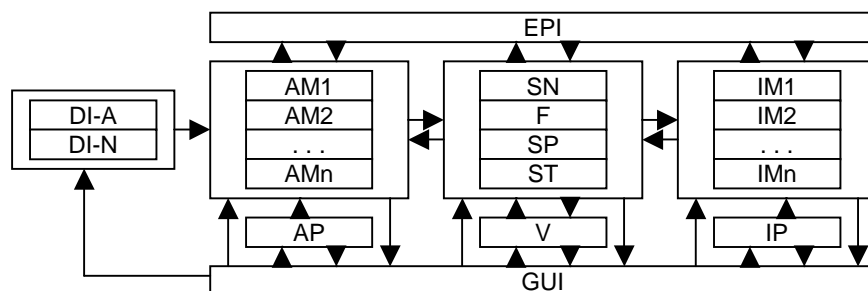 EPI
DI-A
DI-N
AM1
AM2
. . .
AMn
SN
F
SP
ST
IM1
IM2
. . .
IMn
AP
V
IP
GUI